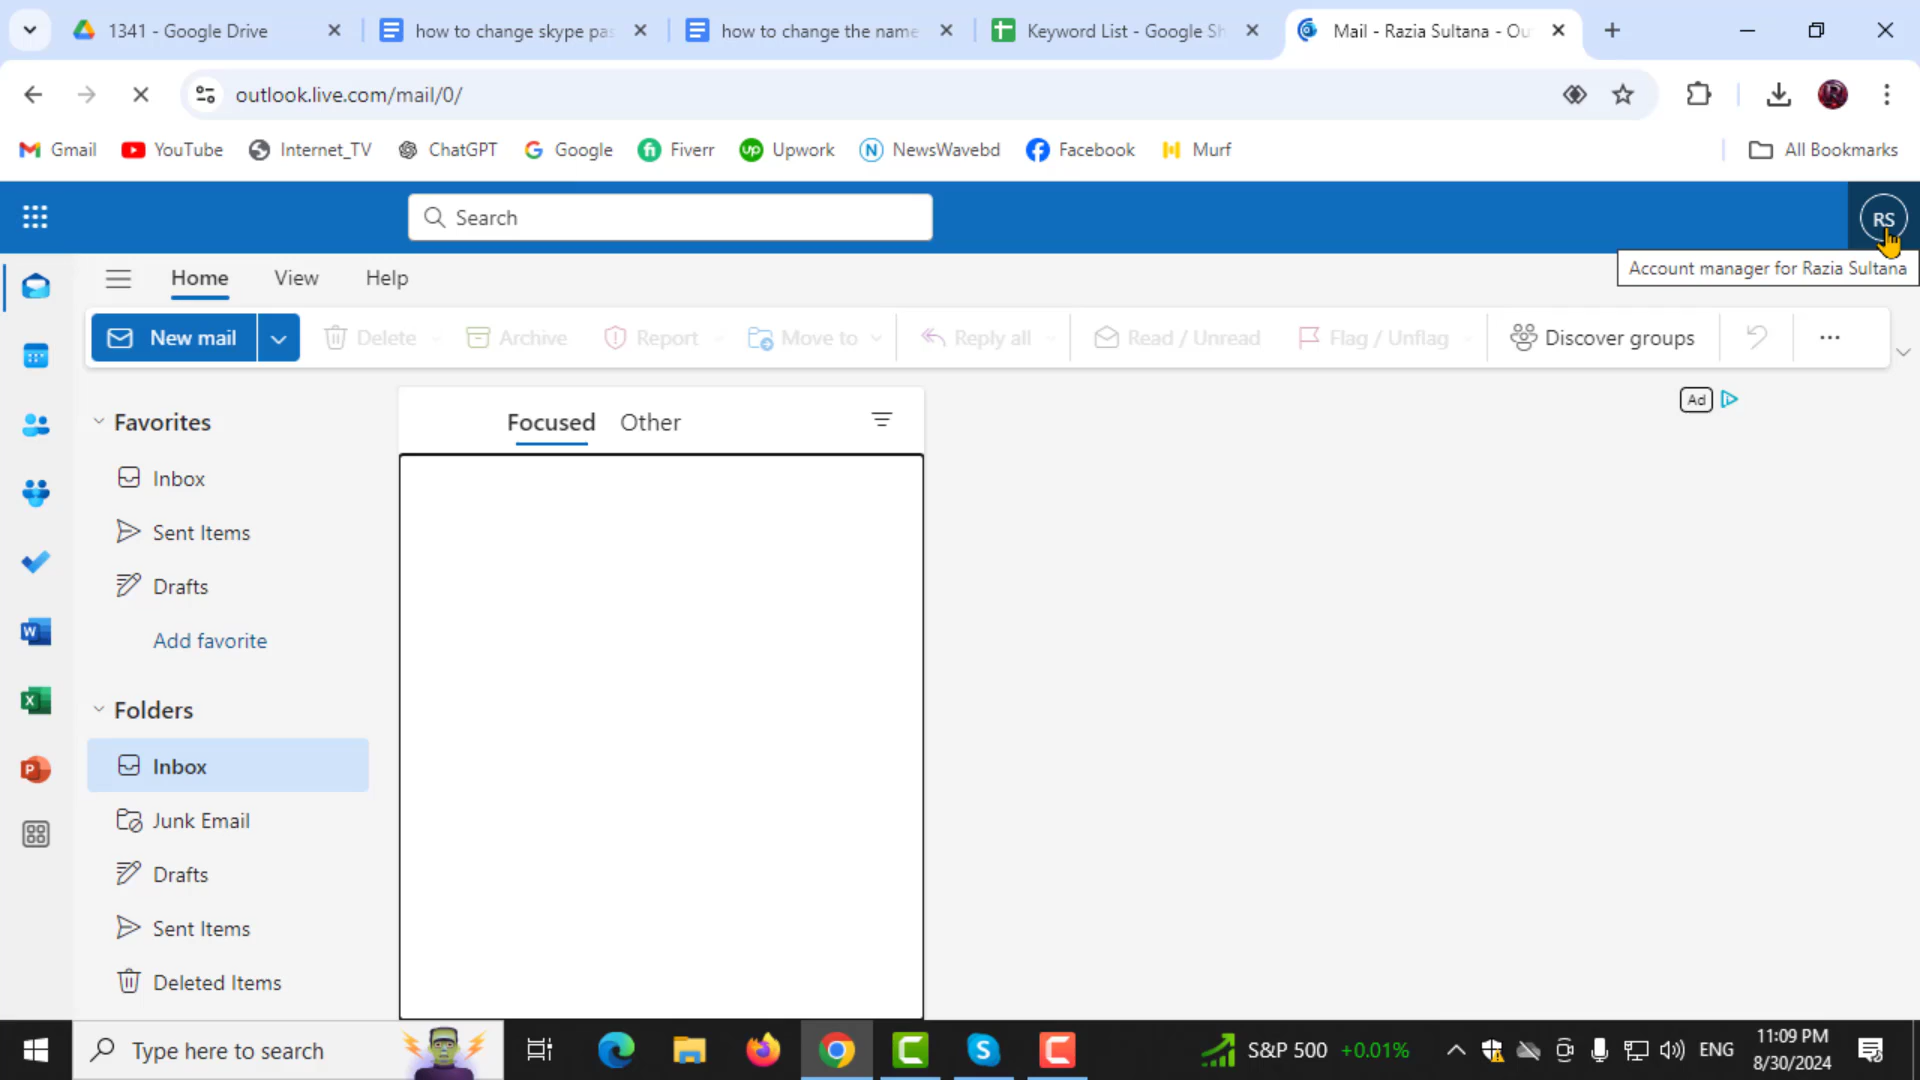 1341 - Google Drive
how to change skype pas
how to change the name
Keyword List - Google Sh
Mail - Razia Sultana - Ou
outlook.live.com/mail/0/
Gmail
YouTube
Internet_TV
ChatGPT
Google
Fiverr
Upwork
NewsWavebd
Facebook
Murf
All Bookmarks
Search
RS
Account manager for Razia Sultana
Home
View
Help
New mail
Delete
Archive
Report
Move to
Reply all
Read / Unread
Flag / Unflag
Discover groups
Favorites
Inbox
Sent Items
Drafts
Add favorite
Folders
Inbox
Junk Email
Drafts
Sent Items
Deleted Items
Focused
Other
Ad
Type here to search
S&P 500 +0.01%
ENG
11:09 PM
8/30/2024